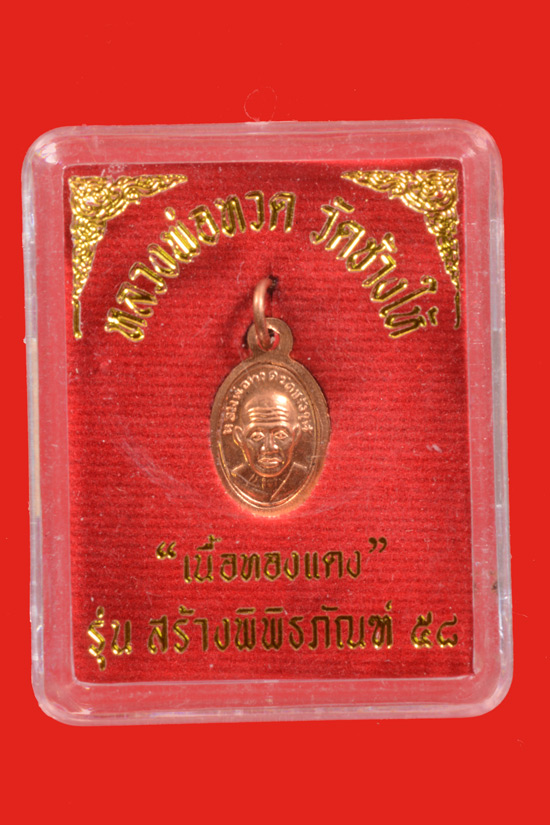 หลวงพ่อทวด วัดช้างให้
“เนื้อทองแดง”
รุ่น สร้างพิพิธภัณฑ์ ๕๘